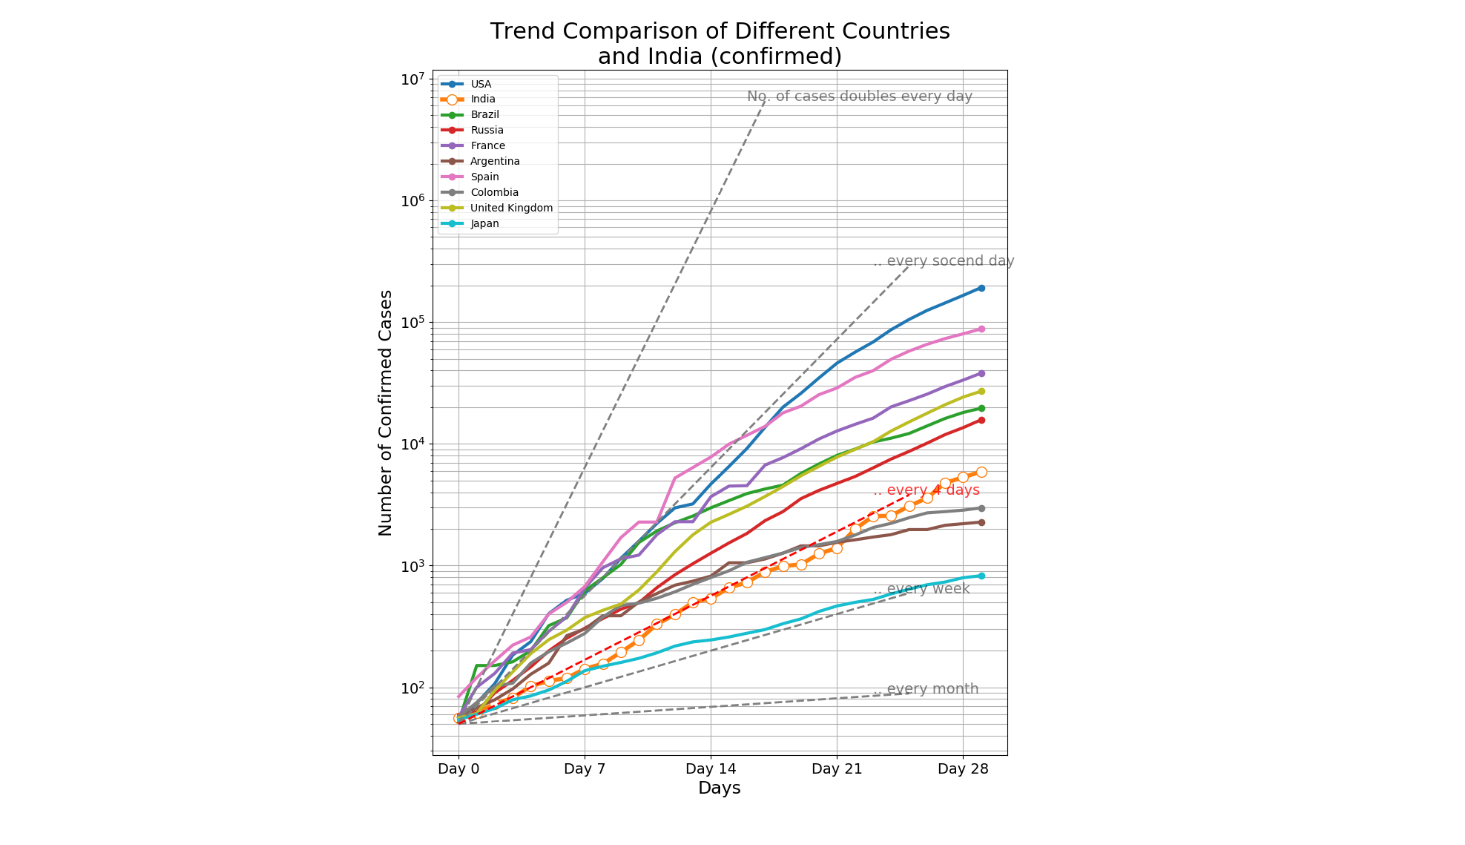 Trend Comparison of Different Countries
and India (confirmed)
10⁷
10⁶
10⁵
10⁴
10³
10²
Number of Confirmed Cases
USA
India
Brazil
Russia
France
Argentina
Spain
Colombia
United Kingdom
Japan
No. of cases doubles every day
.. every socend day
.. every 4 days
.. every week
.. every month
Day 0 Day 7 Day 14 Day 21 Day 28
Days